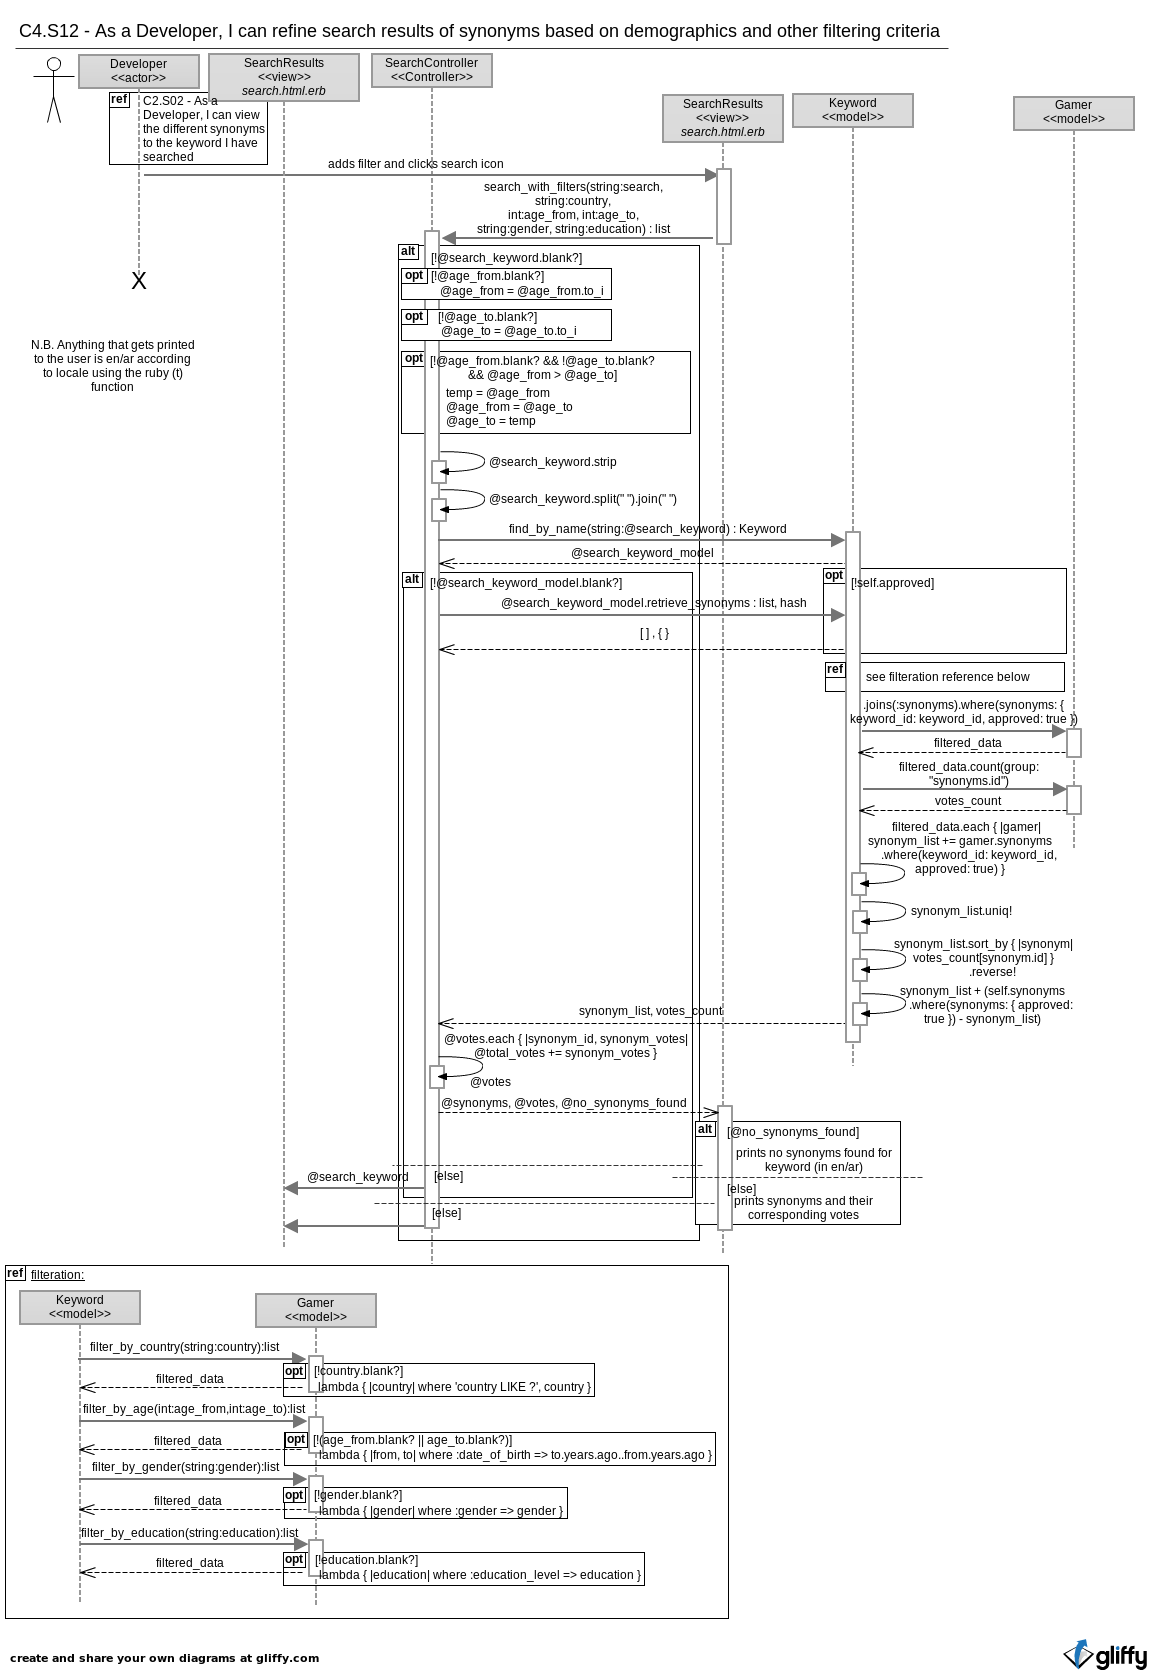 C4.S12 - As a Developer, I can refine search results of synonyms based on demographics and other filtering criteria
Developer
<<actor>>
SearchResults
<<view>>
search.html.erb
SearchController
<<Controller>>
SearchResults
<<view>>
search.html.erb
Keyword
<<model>>
Gamer
<<model>>
ref
C2.S02 - As a
Developer, I can view
the different synonyms
to the keyword I have
searched
adds filter and clicks search icon
search_with_filters(string:search,
string:country,
int:age_from, int:age_to,
string:gender, string:education) : list
alt
[!@search_keyword.blank?]
opt
[!@age_from.blank?]
@age_from = @age_from.to_i
X
opt
[!@age_to.blank?]
@age_to = @age_to.to_i
N.B. Anything that gets printed
to the user is en/ar according
to locale using the ruby (t)
function
opt
[!@age_from.blank? && !@age_to.blank?
&& @age_from > @age_to]
temp = @age_from
@age_from = @age_to
@age_to = temp
@search_keyword.strip
@search_keyword.split(" ").join(" ")
find_by_name(string:@search_keyword) : Keyword
@search_keyword_model
alt
[!@search_keyword_model.blank?]
opt
[!self.approved]
@search_keyword_model.retrieve_synonyms : list, hash
[ ] , { }
ref
see filteration reference below
.joins(:synonyms).where(synonyms: {
keyword_id: keyword_id, approved: true })
filtered_data
filtered_data.count(group:
"synonyms.id")
votes_count
filtered_data.each { |gamer|
synonym_list += gamer.synonyms
.where(keyword_id: keyword_id,
approved: true) }
synonym_list.uniq!
synonym_list.sort_by { |synonym|
votes_count[synonym.id] }
.reverse!
synonym_list + (self.synonyms
.where(synonyms: { approved:
true }) - synonym_list)
synonym_list, votes_count
@votes.each { |synonym_id, synonym_votes|
@total_votes += synonym_votes }
@votes
@synonyms, @votes, @no_synonyms_found
alt
[@no_synonyms_found]
prints no synonyms found for
keyword (in en/ar)
@search_keyword
[else]
[else]
prints synonyms and their
corresponding votes
[else]
ref
filteration:
Keyword
<<model>>
Gamer
<<model>>
filter_by_country(string:country):list
opt
[!country.blank?]
filtered_data
lambda { |country| where 'country LIKE ?', country }
filter_by_age(int:age_from,int:age_to):list
opt
[!(age_from.blank? || age_to.blank?)]
filtered_data
lambda { |from, to| where :date_of_birth => to.years.ago..from.years.ago }
filter_by_gender(string:gender):list
opt
[!gender.blank?]
filtered_data
lambda { |gender| where :gender => gender }
filter_by_education(string:education):list
opt
[!education.blank?]
filtered_data
lambda { |education| where :education_level => education }
create and share your own diagrams at gliffy.com
gliffy